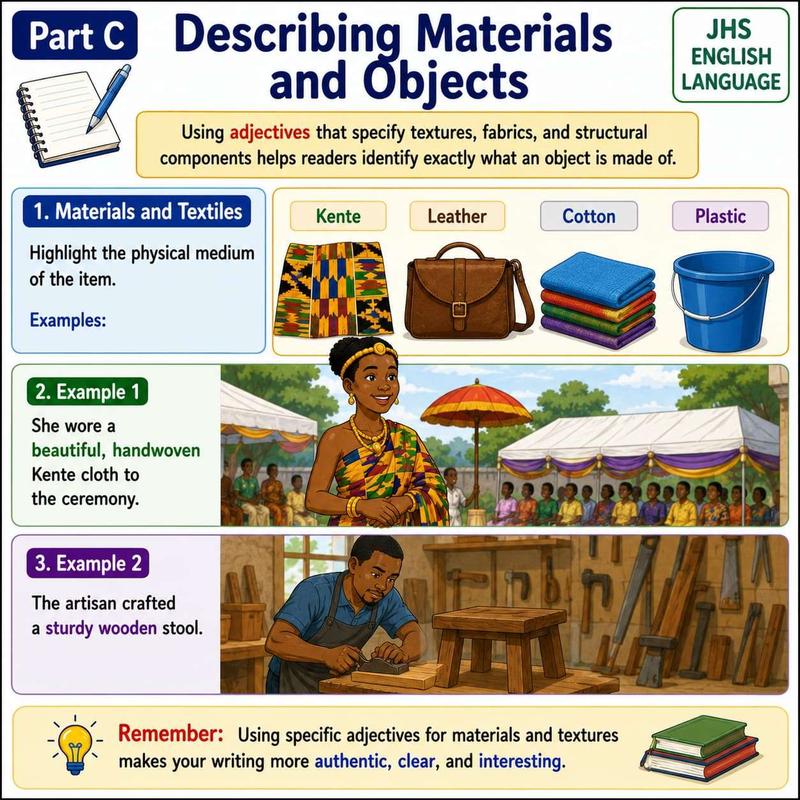 Part C
Describing Materials
and Objects
JHS
ENGLISH
LANGUAGE
Using adjectives that specify textures, fabrics, and structural
components helps readers identify exactly what an object is made of.
1. Materials and Textiles
Highlight the physical medium
of the item.
Examples:
Kente
Leather
Cotton
Plastic
2. Example 1
She wore a
beautiful, handwoven
Kente cloth to
the ceremony.
3. Example 2
The artisan crafted
a sturdy wooden stool.
Remember: Using specific adjectives for materials and textures
makes your writing more authentic, clear, and interesting.